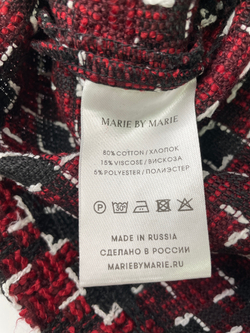 MARIE BY MARIE
80% COTTON / ХЛОПОК
15% VISCOSE / ВИСКОЗА
5% POLYESTER / ПОЛИЭСТЕР
MADE IN RUSSIA
СДЕЛАНО В РОССИИ
MARIEBYMARIE.RU